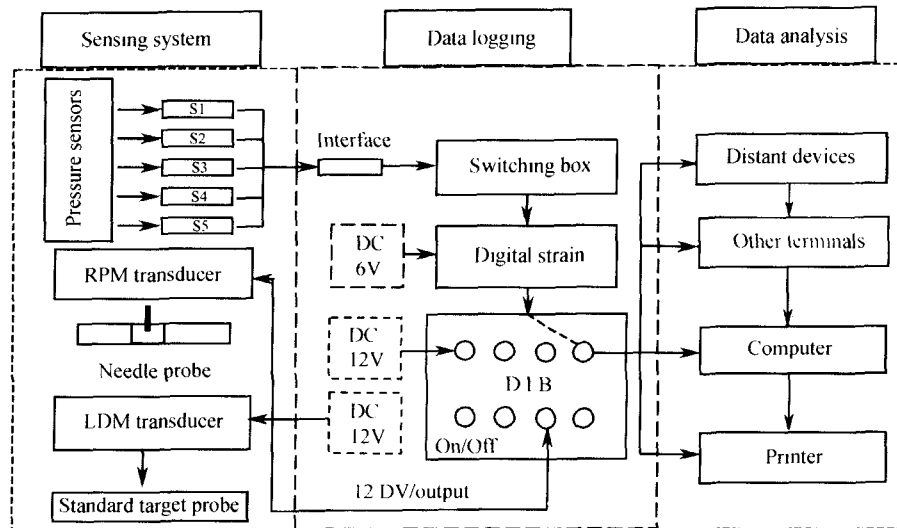 Sensing system
Data logging
Data analysis
Pressure sensors
S1
S2
S3
S4
S5
Interface
Switching box
Distant devices
DC
6V
Digital strain
Other terminals
RPM transducer
DC
12V
D I B
Computer
Needle probe
DC
12V
LDM transducer
On/Off
Printer
Standard target probe
12 DV/output